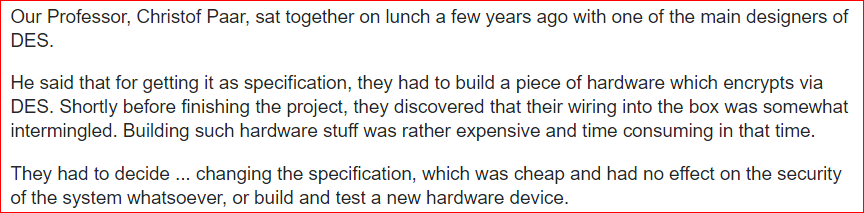 Our Professor, Christof Paar, sat together on lunch a few years ago with one of the main designers of
DES.
He said that for getting it as specification, they had to build a piece of hardware which encrypts via
DES. Shortly before finishing the project, they discovered that their wiring into the box was somewhat
intermingled. Building such hardware stuff was rather expensive and time consuming in that time.
They had to decide ... changing the specification, which was cheap and had no effect on the security
of the system whatsoever, or build and test a new hardware device.